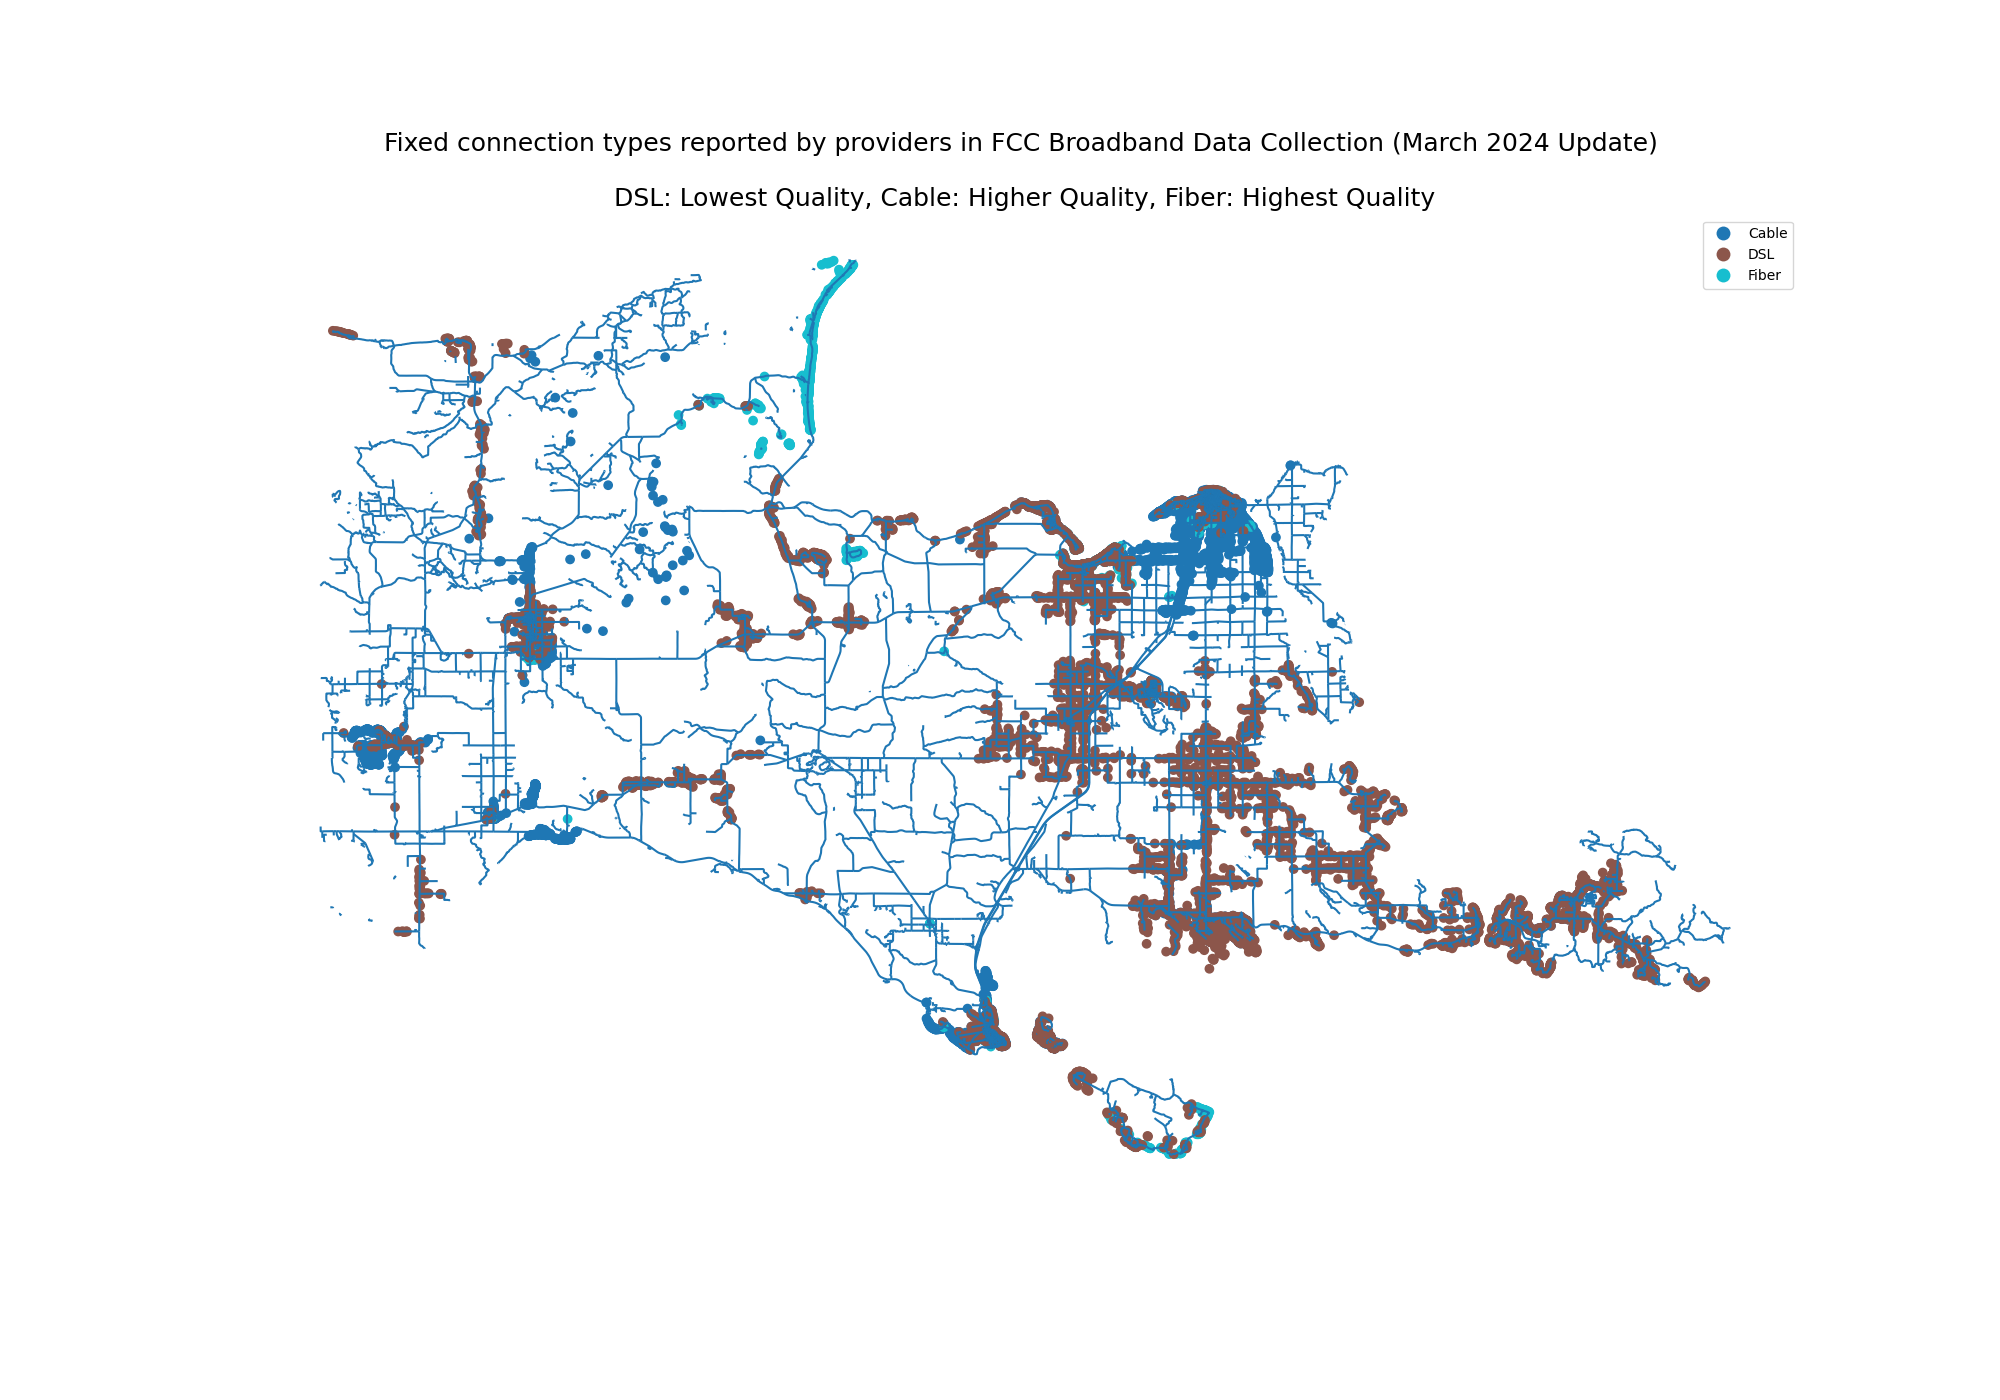 Fixed connection types reported by providers in FCC Broadband Data Collection (March 2024 Update)
DSL: Lowest Quality, Cable: Higher Quality, Fiber: Highest Quality
Cable
DSL
Fiber